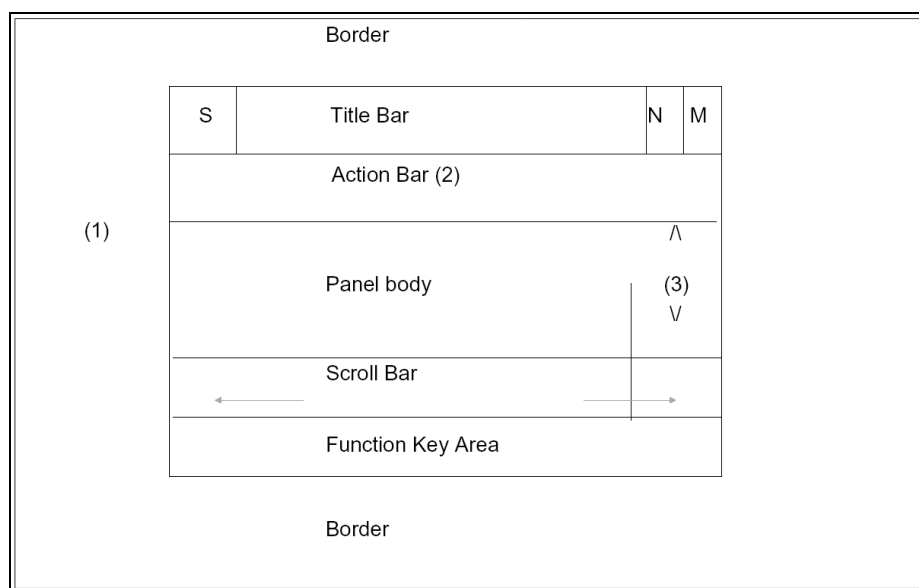 Border
S Title Bar N M
Action Bar (2)
(1) /\
Panel body (3)
\/
Scroll Bar
Function Key Area
Border